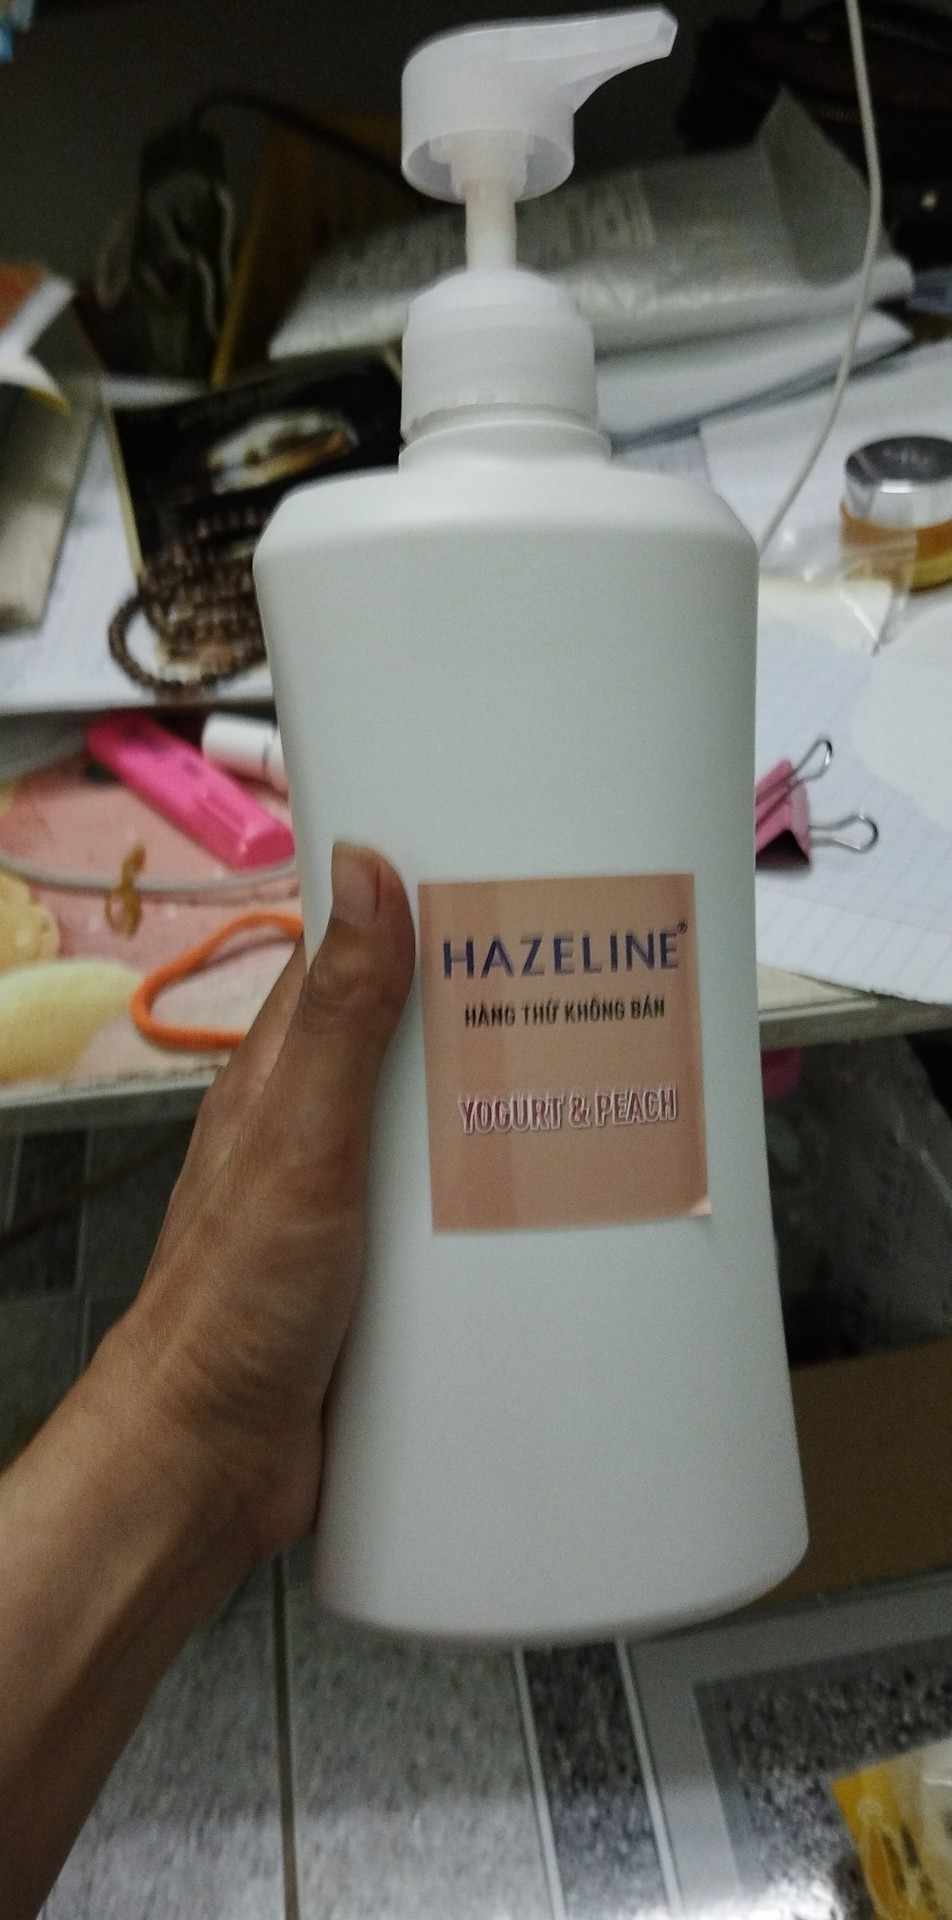 HAZELINE®
HÀNG THỬ KHÔNG BÁN
YOGURT & PEACH